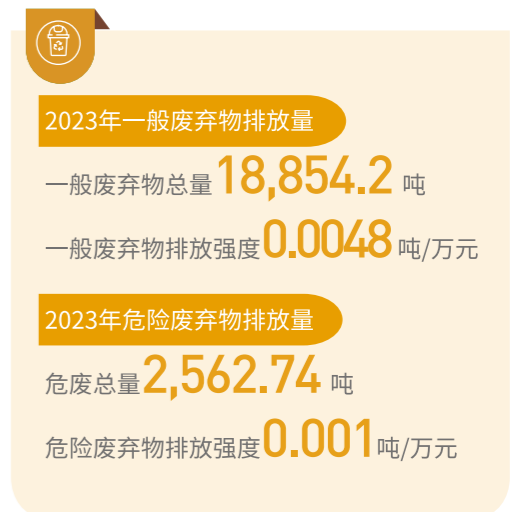 2023年一般废弃物排放量
一般废弃物总量 18,854.2 吨
一般废弃物排放强度 0.0048 吨/万元
2023年危险废弃物排放量
危废总量 2,562.74 吨
危险废弃物排放强度 0.001 吨/万元